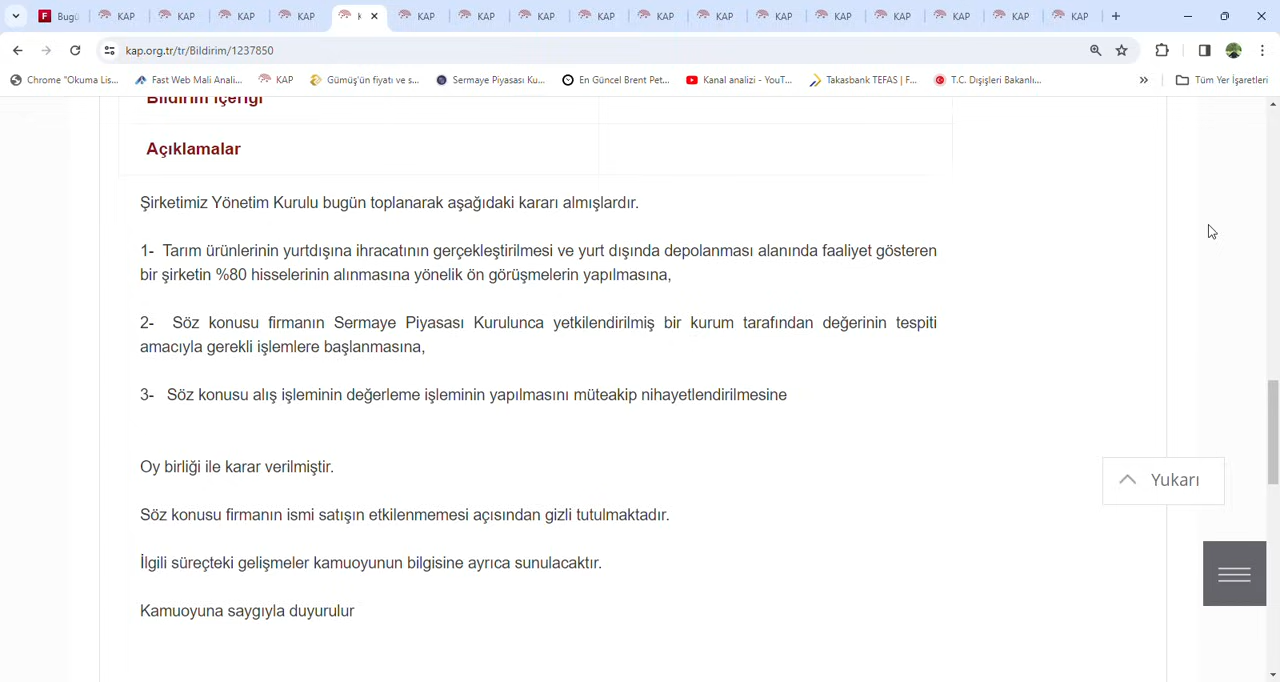 F Bugü KAP KAP KAP KAP K KAP KAP KAP KAP KAP KAP KAP KAP KAP KAP KAP KAP
kap.org.tr/tr/Bildirim/1237850
Chrome "Okuma Lis... Fast Web Mali Anali... KAP Gümüş'ün fiyatı ve s... Sermaye Piyasası Ku... En Güncel Brent Pet... Kanal analizi - YouT... Takasbank TEFAS | F... T.C. Dışişleri Bakanlı... » Tüm Yer İşaretleri
Bildirim İçeriği
Açıklamalar
Şirketimiz Yönetim Kurulu bugün toplanarak aşağıdaki kararı almışlardır.
1- Tarım ürünlerinin yurtdışına ihracatının gerçekleştirilmesi ve yurt dışında depolanması alanında faaliyet gösteren
bir şirketin %80 hisselerinin alınmasına yönelik ön görüşmelerin yapılmasına,
2- Söz konusu firmanın Sermaye Piyasası Kurulunca yetkilendirilmiş bir kurum tarafından değerinin tespiti
amacıyla gerekli işlemlere başlanmasına,
3- Söz konusu alış işleminin değerleme işleminin yapılmasını müteakip nihayetlendirilmesine
Oy birliği ile karar verilmiştir.
Yukarı
Söz konusu firmanın ismi satışın etkilenmemesi açısından gizli tutulmaktadır.
İlgili süreçteki gelişmeler kamuoyunun bilgisine ayrıca sunulacaktır.
Kamuoyuna saygıyla duyurulur